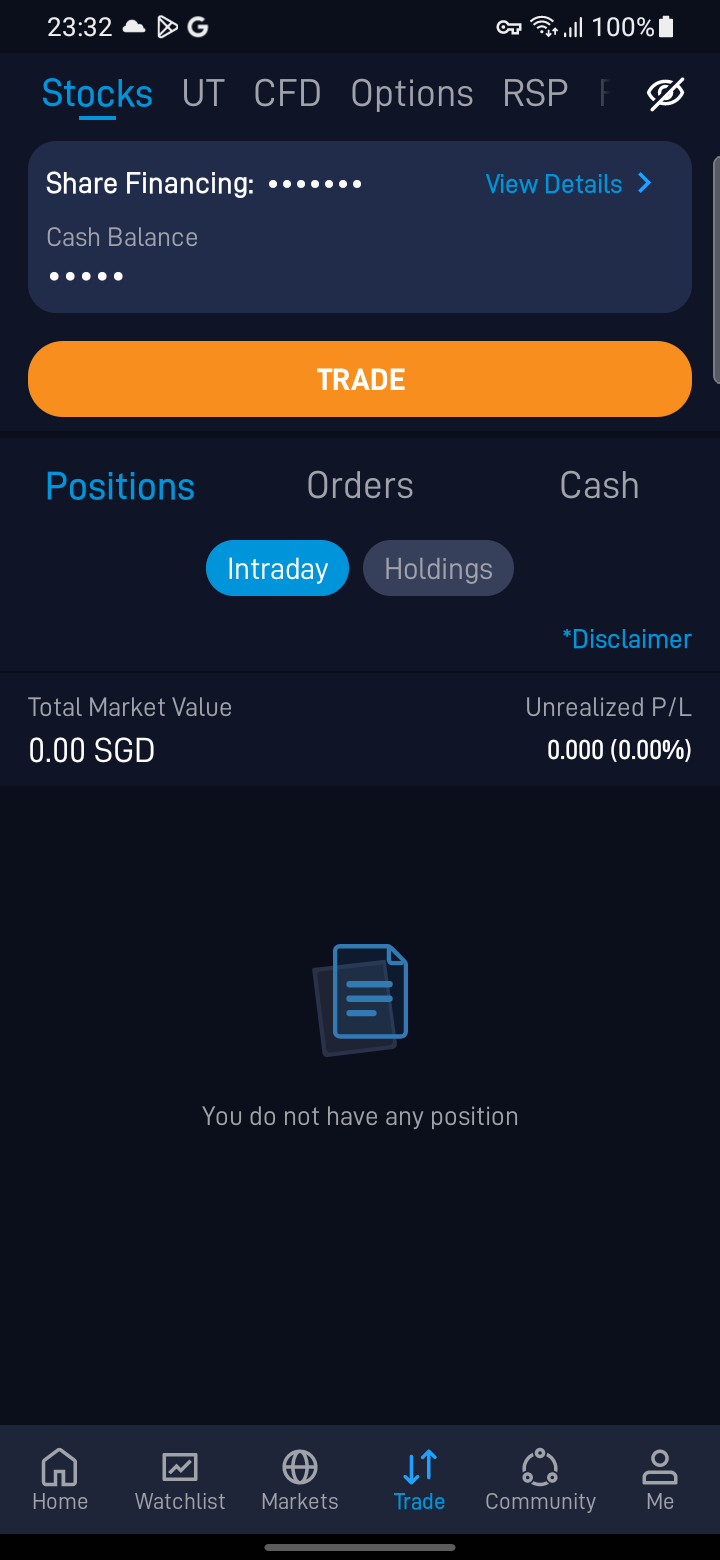 23:32 100%
Stocks UT CFD Options RSP
Share Financing: ••••••• View Details
Cash Balance
•••••
TRADE
Positions Orders Cash
Intraday Holdings
*Disclaimer
Total Market Value Unrealized P/L
0.00 SGD 0.000 (0.00%)
You do not have any position
Home Watchlist Markets Trade Community Me